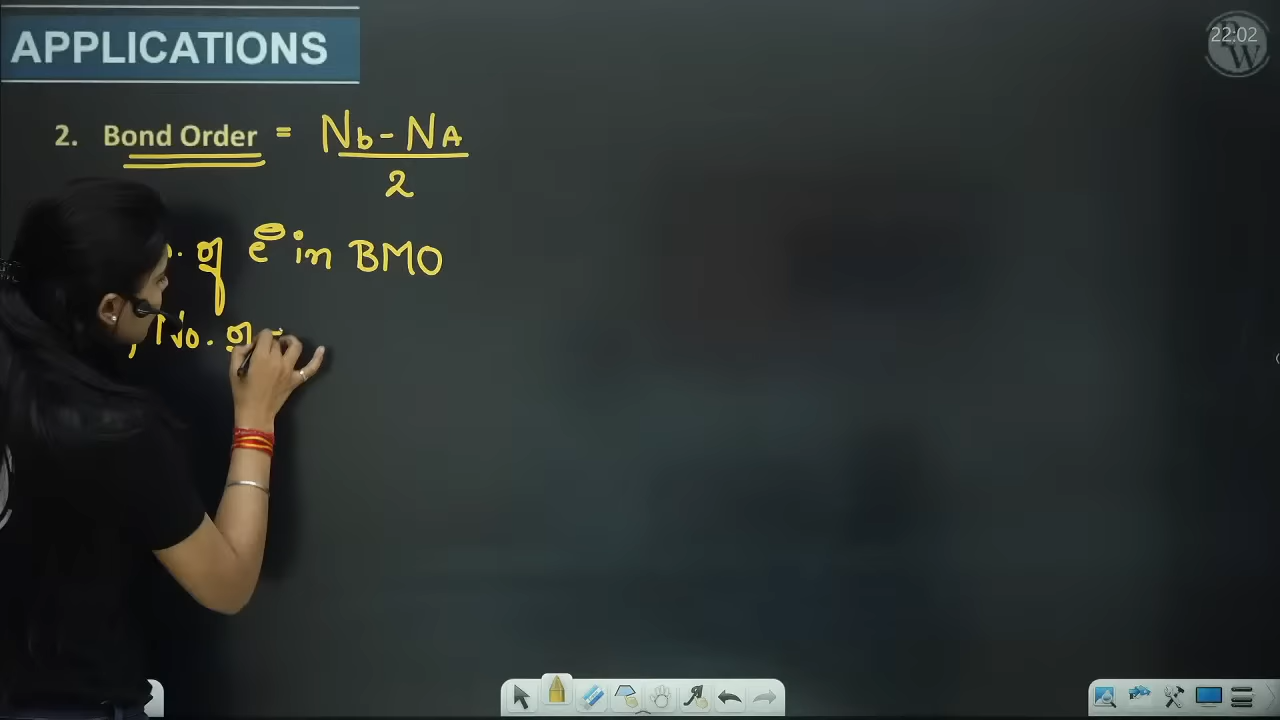 APPLICATIONS
22:02
2. Bond Order = Nb - NA
2
of e⊖ in BMO
, No. of